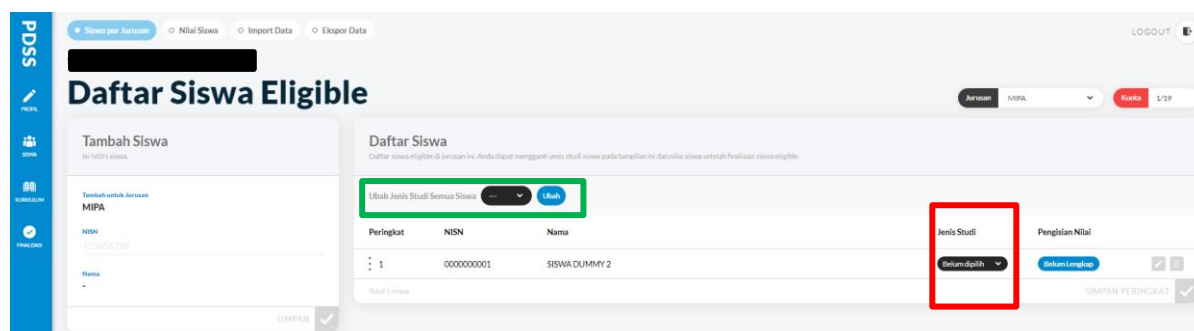 PDSS
PROFIL
SISWA
KURIKULUM
FINALISASI
Siswa per Jurusan
Nilai Siswa
Import Data
Ekspor Data
LOGOUT
Daftar Siswa Eligible
Jurusan MIPA
Kuota 1/19
Tambah Siswa
Isi NISN siswa.
Tambah untuk Jurusan
MIPA
NISN
123456789
Nama
-
SIMPAN
Daftar Siswa
Daftar siswa eligible di jurusan ini. Anda dapat mengganti jenis studi siswa pada tampilan ini dan nilai siswa setelah finalisasi siswa eligible.
Ubah Jenis Studi Semua Siswa --- Ubah
Peringkat NISN Nama Jenis Studi Pengisian Nilai
1 0000000001 SISWA DUMMY 2 Belum dipilih Belum Lengkap
Total 1 siswa
SIMPAN PERINGKAT